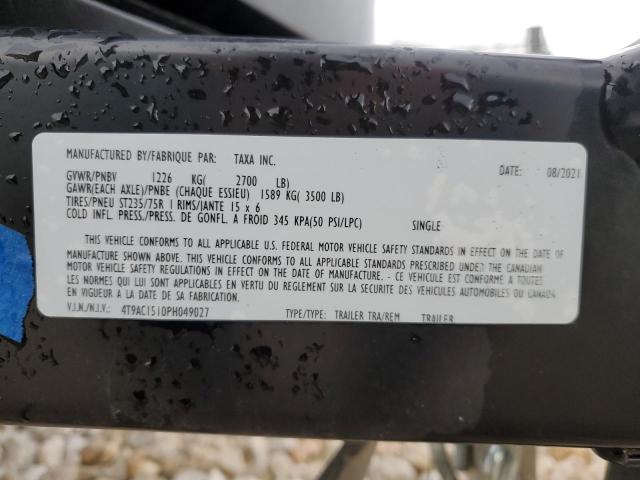 MANUFACTURED BY/FABRIQUE PAR: TAXA INC. DATE: 08/2021
GVWR/PNBV 1226 KG( 2700 LB)
GAWR(EACH AXLE)/PNBE (CHAQUE ESSIEU) 1589 KG( 3500 LB)
TIRES/PNEU ST235/75R I RIMS/JANTE 15 x 6
COLD INFL. PRESS./PRESS. DE GONFL. A FROID 345 KPA(50 PSI/LPC) SINGLE
THIS VEHICLE CONFORMS TO ALL APPLICABLE U.S. FEDERAL MOTOR VEHICLE SAFETY STANDARDS IN EFFECT ON THE DATE OF
MANUFACTURE SHOWN ABOVE. THIS VEHICLE CONFORMS TO ALL APPLICABLE STANDARDS PRESCRIBED UNDER THE CANADIAN
MOTOR VEHICLE SAFETY REGULATIONS IN EFFECT ON THE DATE OF MANUFACTURE. - CE VÉHICULE EST CONFORME A TOUTES
LES NORMES QUI LUI SONT APPLICABLES EN VERTU DU REGLEMENT SUR LA SECURITE DES VEHICULES AUTOMOBILES DU CANADA
EN VIGUEUR A LA DATE DE SA FABRICATION.
V.I.N./N.I.V.: 4T9AC1510PH049027 TYPE/TYPE: TRAILER TRA/REM TRAILER